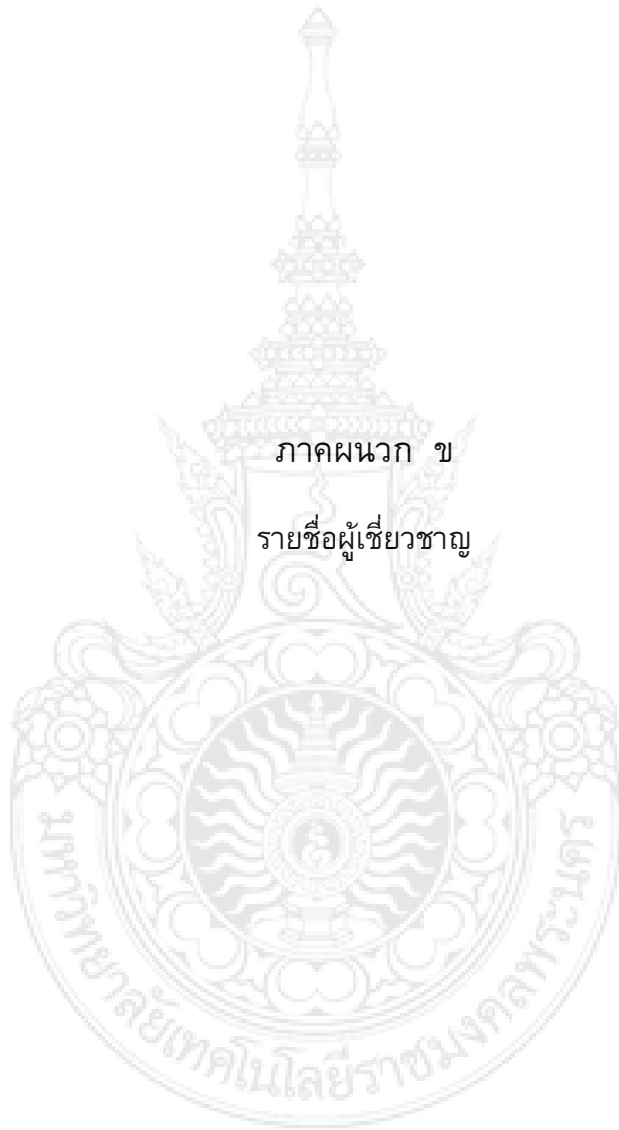 ภาคผนวก ข
รายชื่อผู้เชี่ยวชาญ
มหาวิทยาลัยเทคโนโลยีราชมงคลพระนคร